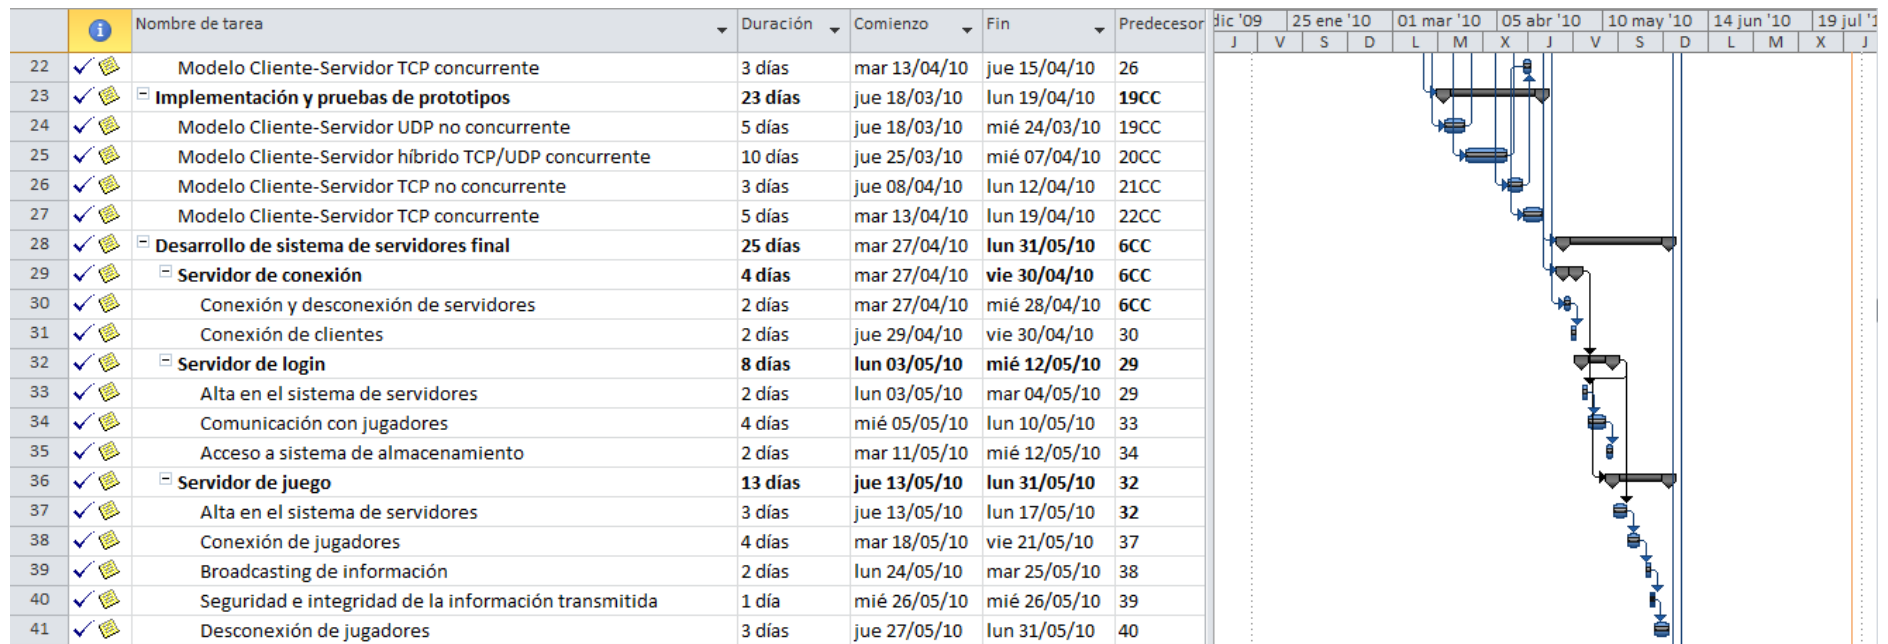 Nombre de tarea Duración Comienzo Fin Predecesor dic '09 25 ene '10 01 mar '10 05 abr '10 10 may '10 14 jun '10 19 jul '1
J V S D L M X J V S D L M X J
22 Modelo Cliente-Servidor TCP concurrente 3 días mar 13/04/10 jue 15/04/10 26
23 Implementación y pruebas de prototipos 23 días jue 18/03/10 lun 19/04/10 19CC
24 Modelo Cliente-Servidor UDP no concurrente 5 días jue 18/03/10 mié 24/03/10 19CC
25 Modelo Cliente-Servidor híbrido TCP/UDP concurrente 10 días jue 25/03/10 mié 07/04/10 20CC
26 Modelo Cliente-Servidor TCP no concurrente 3 días jue 08/04/10 lun 12/04/10 21CC
27 Modelo Cliente-Servidor TCP concurrente 5 días mar 13/04/10 lun 19/04/10 22CC
28 Desarrollo de sistema de servidores final 25 días mar 27/04/10 lun 31/05/10 6CC
29 Servidor de conexión 4 días mar 27/04/10 vie 30/04/10 6CC
30 Conexión y desconexión de servidores 2 días mar 27/04/10 mié 28/04/10 6CC
31 Conexión de clientes 2 días jue 29/04/10 vie 30/04/10 30
32 Servidor de login 8 días lun 03/05/10 mié 12/05/10 29
33 Alta en el sistema de servidores 2 días lun 03/05/10 mar 04/05/10 29
34 Comunicación con jugadores 4 días mié 05/05/10 lun 10/05/10 33
35 Acceso a sistema de almacenamiento 2 días mar 11/05/10 mié 12/05/10 34
36 Servidor de juego 13 días jue 13/05/10 lun 31/05/10 32
37 Alta en el sistema de servidores 3 días jue 13/05/10 lun 17/05/10 32
38 Conexión de jugadores 4 días mar 18/05/10 vie 21/05/10 37
39 Broadcasting de información 2 días lun 24/05/10 mar 25/05/10 38
40 Seguridad e integridad de la información transmitida 1 día mié 26/05/10 mié 26/05/10 39
41 Desconexión de jugadores 3 días jue 27/05/10 lun 31/05/10 40